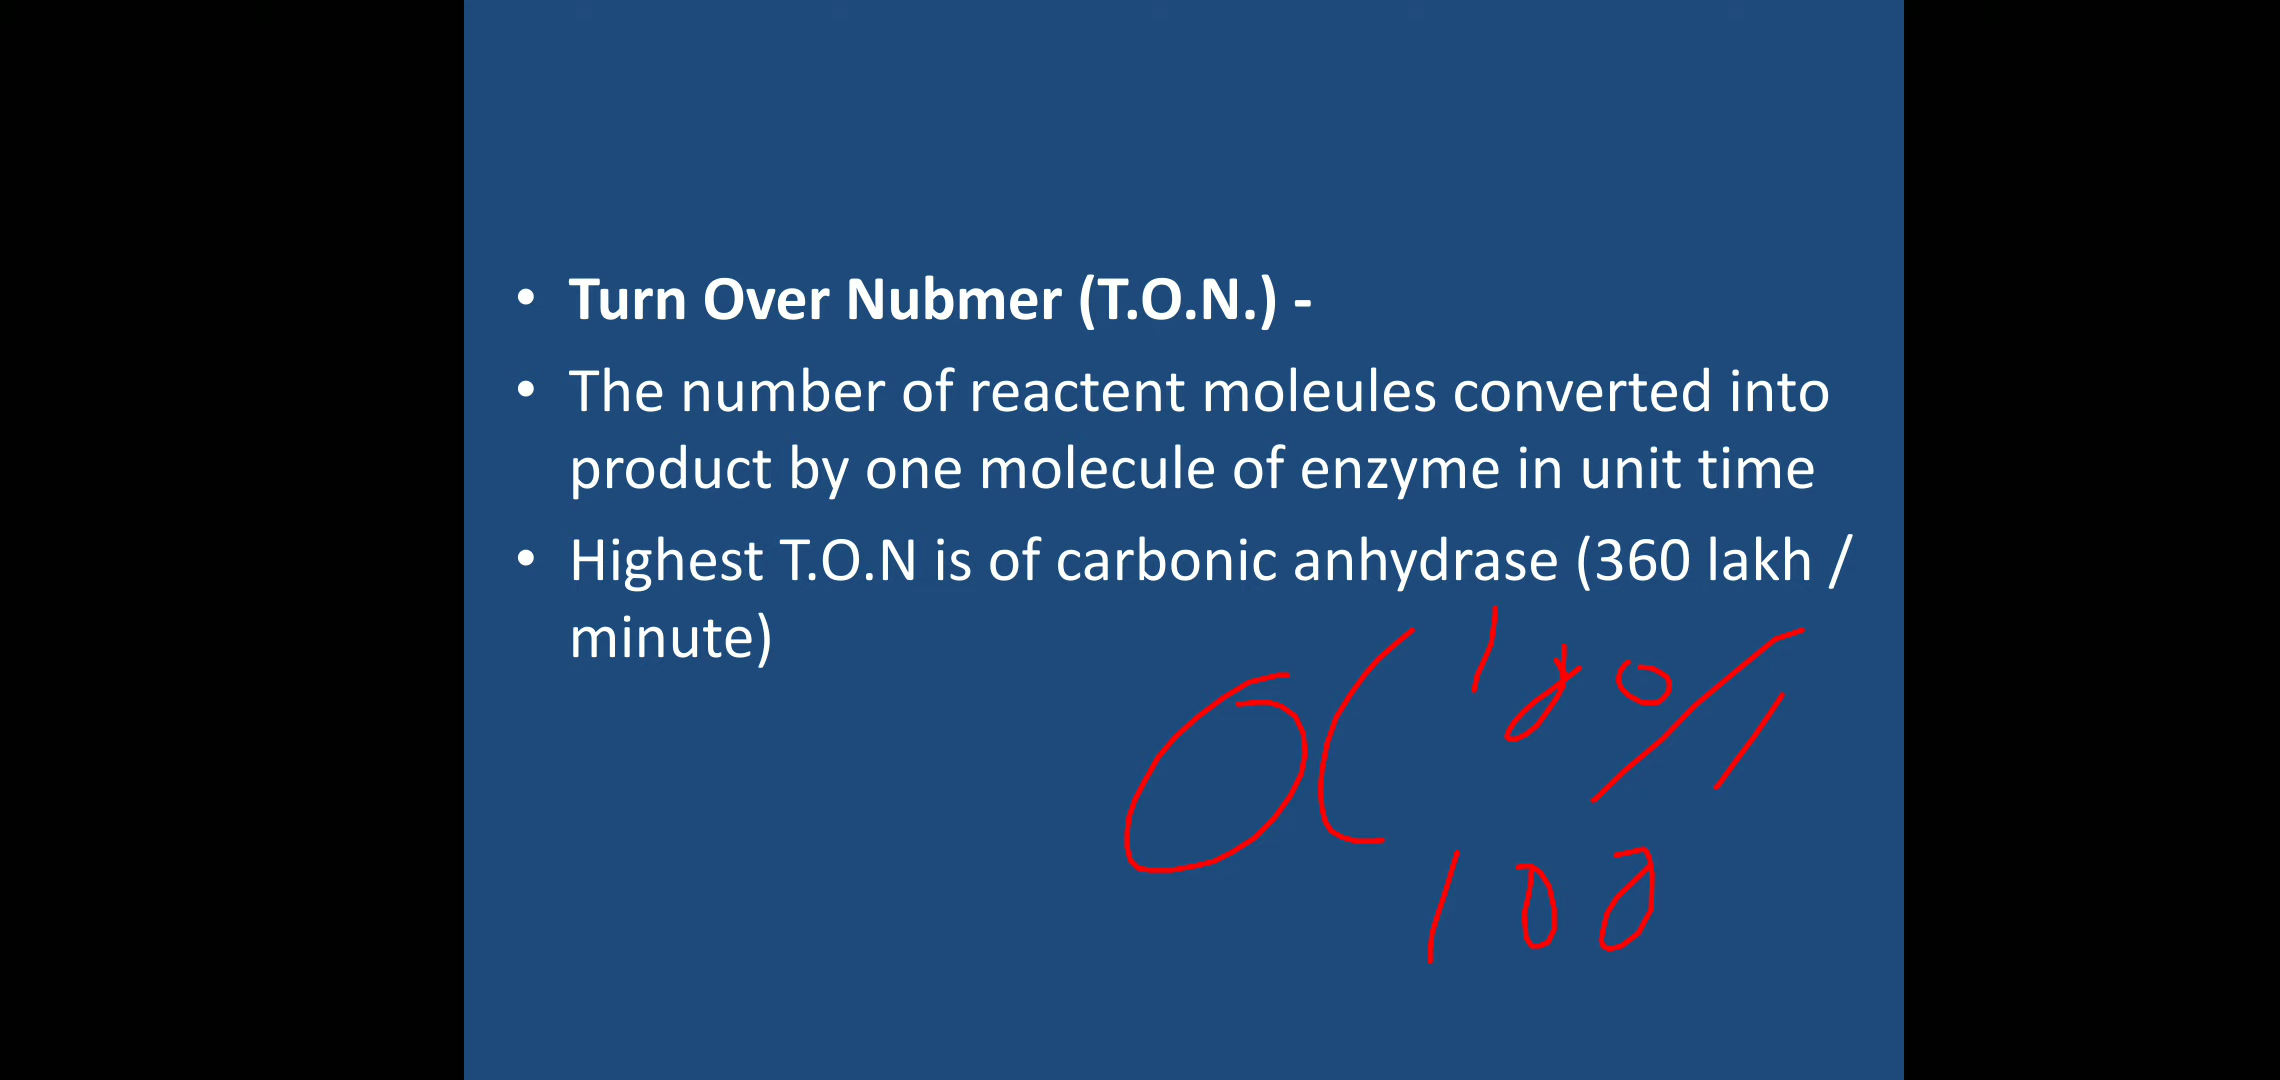 • Turn Over Nubmer (T.O.N.) -
• The number of reactent moleules converted into
product by one molecule of enzyme in unit time
• Highest T.O.N is of carbonic anhydrase (360 lakh /
minute)
100